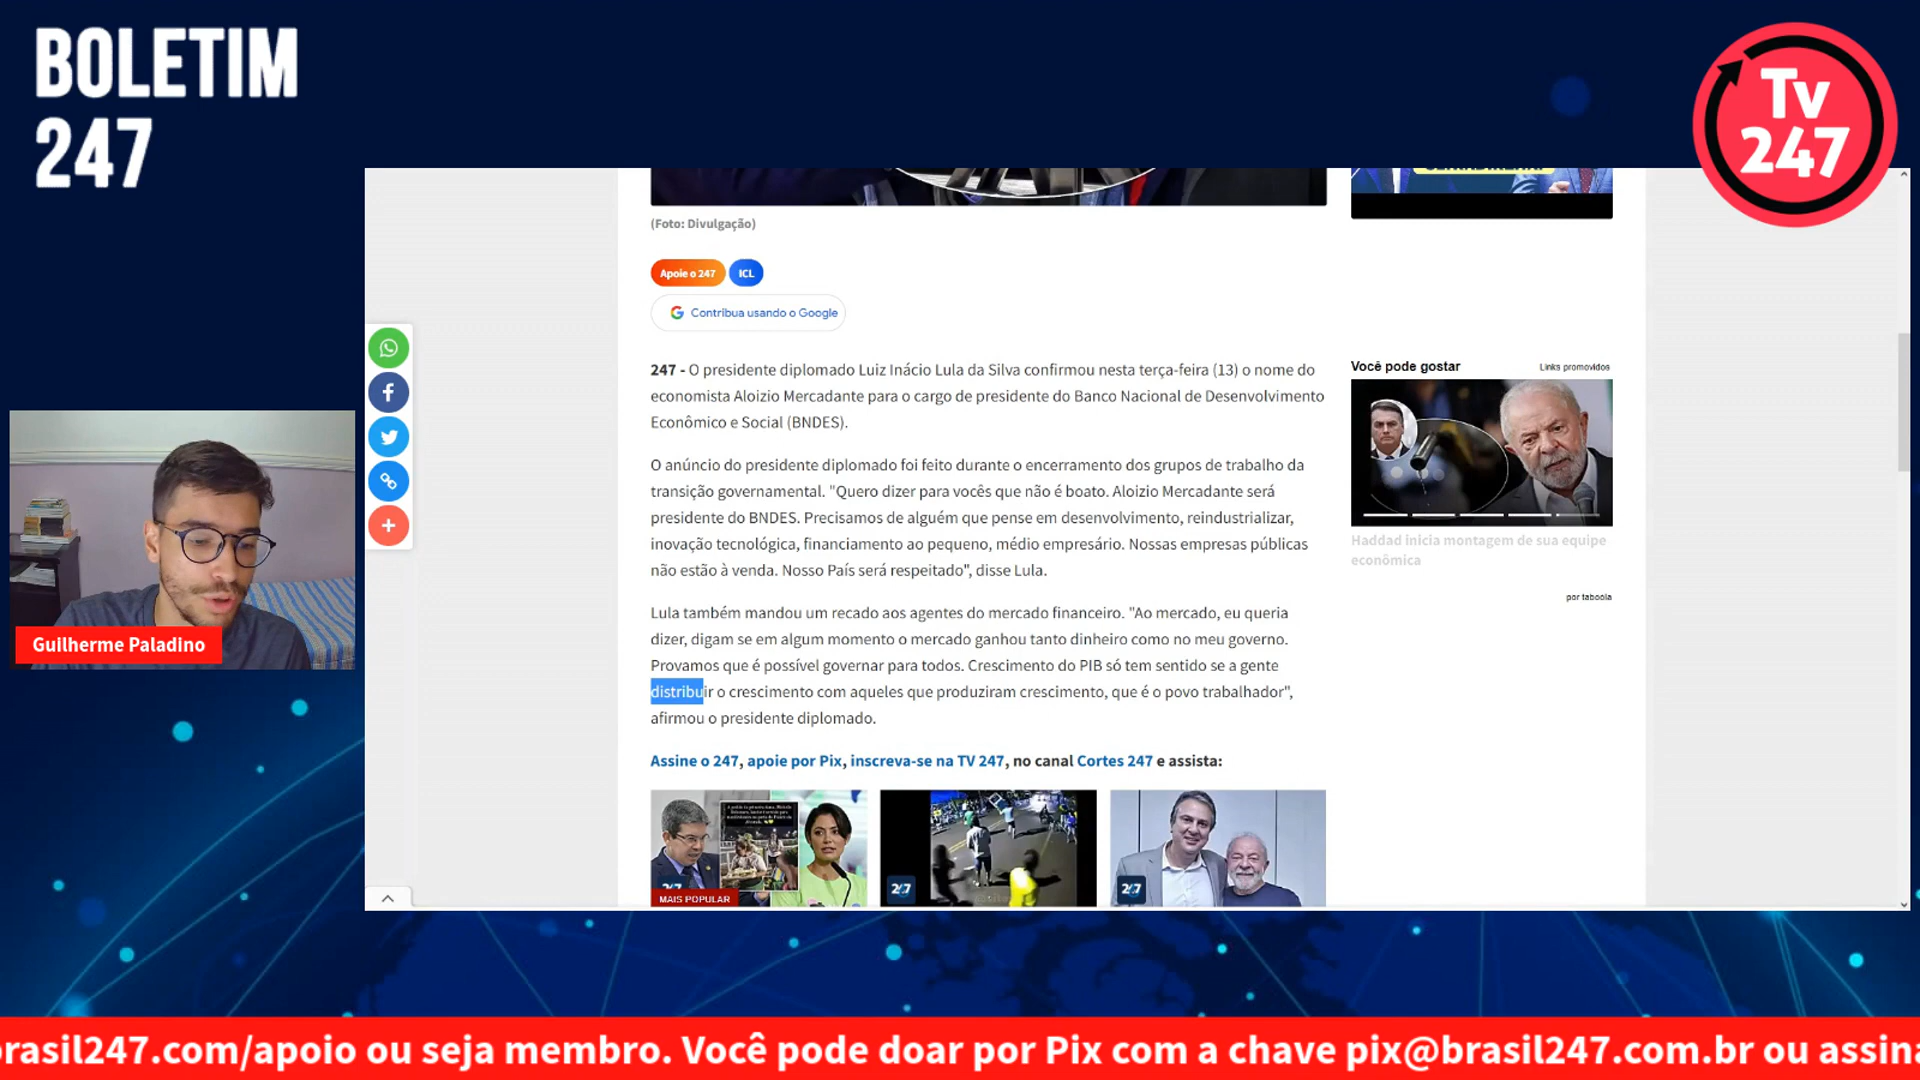 BOLETIM
247
Tv
247
(Foto: Divulgação)
Apoie o 247
ICL
Contribua usando o Google
247 - O presidente diplomado Luiz Inácio Lula da Silva confirmou nesta terça-feira (13) o nome do
economista Aloizio Mercadante para o cargo de presidente do Banco Nacional de Desenvolvimento
Econômico e Social (BNDES).
O anúncio do presidente diplomado foi feito durante o encerramento dos grupos de trabalho da
transição governamental. "Quero dizer para vocês que não é boato. Aloizio Mercadante será
presidente do BNDES. Precisamos de alguém que pense em desenvolvimento, reindustrializar,
inovação tecnológica, financiamento ao pequeno, médio empresário. Nossas empresas públicas
não estão à venda. Nosso País será respeitado", disse Lula.
Lula também mandou um recado aos agentes do mercado financeiro. "Ao mercado, eu queria
dizer, digam se em algum momento o mercado ganhou tanto dinheiro como no meu governo.
Provamos que é possível governar para todos. Crescimento do PIB só tem sentido se a gente
distribuir o crescimento com aqueles que produziram crescimento, que é o povo trabalhador",
afirmou o presidente diplomado.
Assine o 247, apoie por Pix, inscreva-se na TV 247, no canal Cortes 247 e assista:
MAIS POPULAR
247
247
247
Você pode gostar
Links promovidos
Haddad inicia montagem de sua equipe
econômica
por taboola
Guilherme Paladino
brasil247.com/apoio ou seja membro. Você pode doar por Pix com a chave pix@brasil247.com.br ou assina